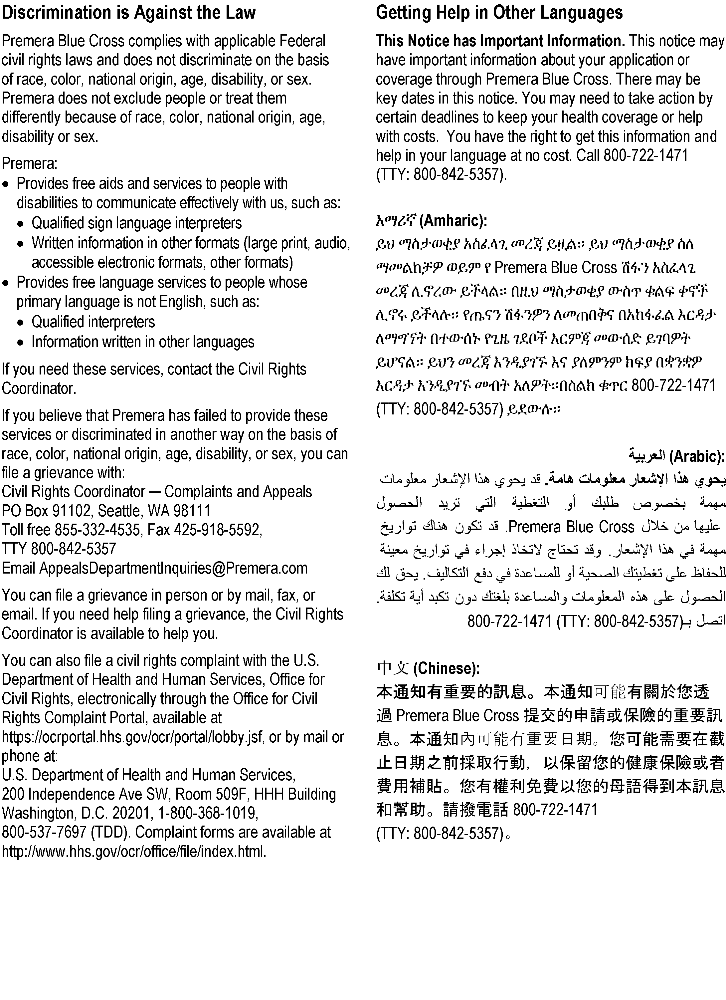 Discrimination is Against the Law
Premera Blue Cross complies with applicable Federal
civil rights laws and does not discriminate on the basis
of race, color, national origin, age, disability, or sex.
Premera does not exclude people or treat them
differently because of race, color, national origin, age,
disability or sex.
Premera:
• Provides free aids and services to people with
disabilities to communicate effectively with us, such as:
• Qualified sign language interpreters
• Written information in other formats (large print, audio,
accessible electronic formats, other formats)
• Provides free language services to people whose
primary language is not English, such as:
• Qualified interpreters
• Information written in other languages
If you need these services, contact the Civil Rights
Coordinator.
If you believe that Premera has failed to provide these
services or discriminated in another way on the basis of
race, color, national origin, age, disability, or sex, you can
file a grievance with:
Civil Rights Coordinator — Complaints and Appeals
PO Box 91102, Seattle, WA 98111
Toll free 855-332-4535, Fax 425-918-5592,
TTY 800-842-5357
Email AppealsDepartmentInquiries@Premera.com
You can file a grievance in person or by mail, fax, or
email. If you need help filing a grievance, the Civil Rights
Coordinator is available to help you.
You can also file a civil rights complaint with the U.S.
Department of Health and Human Services, Office for
Civil Rights, electronically through the Office for Civil
Rights Complaint Portal, available at
https://ocrportal.hhs.gov/ocr/portal/lobby.jsf, or by mail or
phone at:
U.S. Department of Health and Human Services,
200 Independence Ave SW, Room 509F, HHH Building
Washington, D.C. 20201, 1-800-368-1019,
800-537-7697 (TDD). Complaint forms are available at
http://www.hhs.gov/ocr/office/file/index.html.
Getting Help in Other Languages
This Notice has Important Information. This notice may
have important information about your application or
coverage through Premera Blue Cross. There may be
key dates in this notice. You may need to take action by
certain deadlines to keep your health coverage or help
with costs.  You have the right to get this information and
help in your language at no cost. Call 800-722-1471
(TTY: 800-842-5357).
አማሪኛ (Amharic):
ይህ ማስታወቂያ አስፈላጊ መረጃ ይዟል። ይህ ማስታወቂያ ስለ
ማመልከቻዎ ወይም የ Premera Blue Cross ሽፋን አስፈላጊ
መረጃ ሊኖረው ይችላል። በዚህ ማስታወቂያ ውስጥ ቁልፍ ቀኖች
ሊኖሩ ይችላሉ። የጤናን ሽፋንዎን ለመጠበቅና በአከፋፈል እርዳታ
ለማግኘት በተውሰኑ የጊዜ ገደቦች እርምጃ መውሰድ ይገባዎት
ይሆናል። ይህን መረጃ እንዲያገኙ እና ያለምንም ክፍያ በቋንቋዎ
እርዳታ እንዲያገኙ መብት አለዎት።በስልክ ቁጥር 800-722-1471
(TTY: 800-842-5357) ይደውሉ።
العربية (Arabic):
يحوي هذا الإشعار معلومات هامة. قد يحوي هذا الإشعار معلومات
مهمة بخصوص طلبك أو التغطية التي تريد الحصول
عليها من خلال Premera Blue Cross. قد تكون هناك تواريخ
مهمة في هذا الإشعار. وقد تحتاج لاتخاذ إجراء في تواريخ معينة
للحفاظ على تغطيتك الصحية أو للمساعدة في دفع التكاليف. يحق لك
الحصول على هذه المعلومات والمساعدة بلغتك دون تكبد أية تكلفة.
اتصل بـ800-722-1471 (TTY: 800-842-5357)
中文 (Chinese):
本通知有重要的訊息。本通知可能有關於您透
過 Premera Blue Cross 提交的申請或保險的重要訊
息。本通知內可能有重要日期。您可能需要在截
止日期之前採取行動，以保留您的健康保險或者
費用補貼。您有權利免費以您的母語得到本訊息
和幫助。請撥電話 800-722-1471
(TTY: 800-842-5357)。